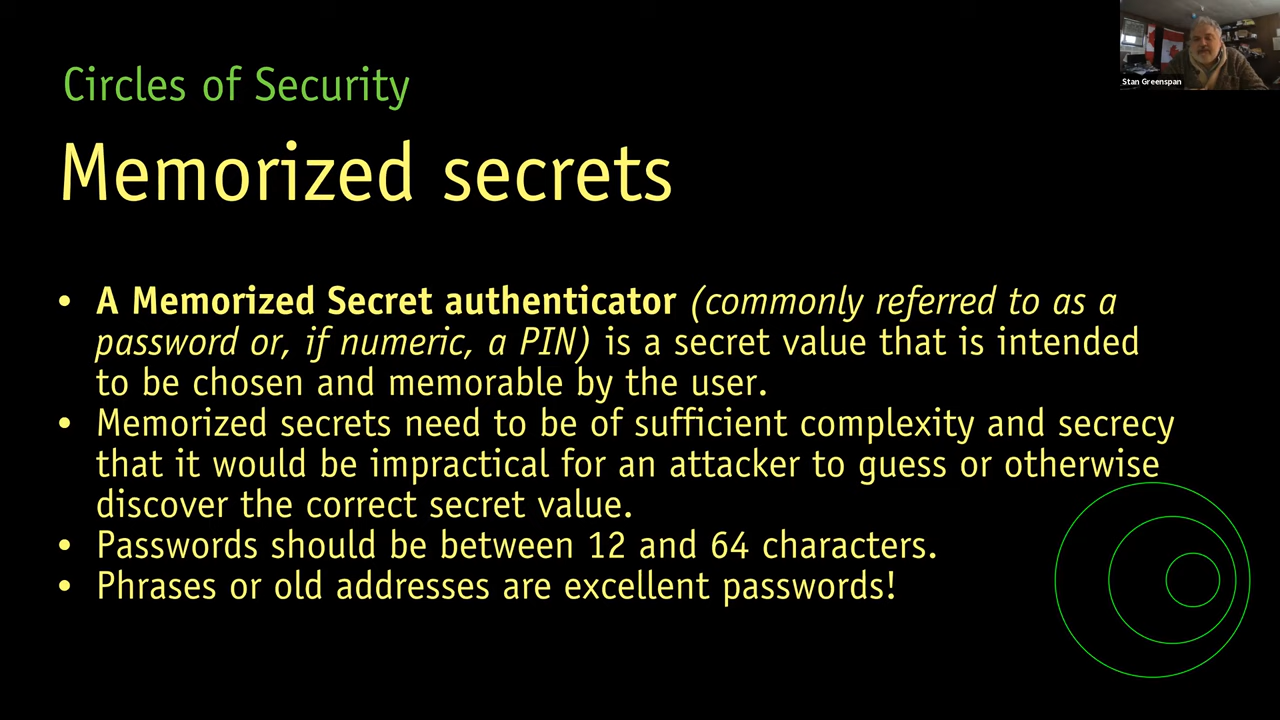 Stan Greenspan
Circles of Security
Memorized secrets
• A Memorized Secret authenticator (commonly referred to as a
password or, if numeric, a PIN) is a secret value that is intended
to be chosen and memorable by the user.
• Memorized secrets need to be of sufficient complexity and secrecy
that it would be impractical for an attacker to guess or otherwise
discover the correct secret value.
• Passwords should be between 12 and 64 characters.
• Phrases or old addresses are excellent passwords!